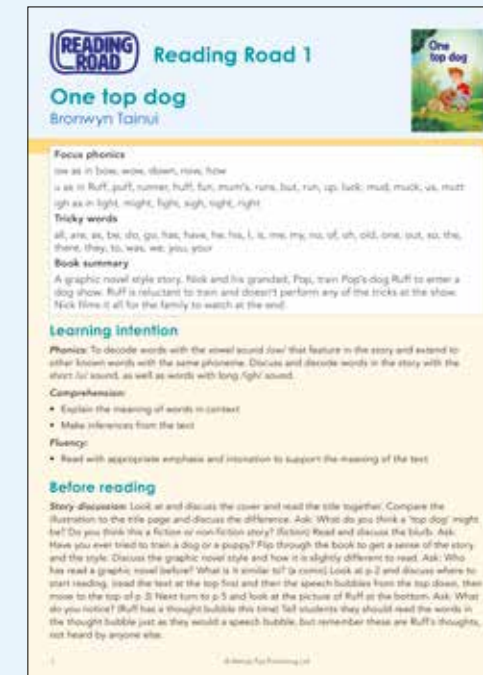 READING
ROAD
Reading Road 1
One
top dog
One top dog
Bronwyn Tainui
Focus phonics
ow as in bow, wow, down, now, how
u as in Ruff, puff, runner, huff, fun, mum's, runs, but, run, up, luck, mud, muck, us, mutt
igh as in light, might, fight, sigh, night, right
Tricky words
all, are, as, be, do, go, has, have, he, his, I, is, me, my, no, of, oh, old, one, out, so, the,
there, they, to, was, we, you, your
Book summary
A graphic novel style story. Nick and his grandad, Pop, train Pop's dog Ruff to enter a
dog show. Ruff is reluctant to train and doesn't perform any of the tricks at the show.
Nick films it all for the family to watch at the end.
Learning intention
Phonics: To decode words with the vowel sound /ow/ that feature in the story and extend to
other known words with the same phoneme. Discuss and decode words in the story with the
short /u/ sound, as well as words with long /igh/ sound.
Comprehension:
• Explain the meaning of words in context
• Make inferences from the text
Fluency:
• Read with appropriate emphasis and intonation to support the meaning of the text
Before reading
Story discussion: Look at and discuss the cover and read the title together. Compare the
illustration to the title page and discuss the difference. Ask: What do you think a 'top dog' might
be? Do you think this a fiction or non-fiction story? (fiction) Read and discuss the blurb. Ask:
Have you ever tried to train a dog or a puppy? Flip through the book to get a sense of the story
and the style. Discuss the graphic novel style and how it is slightly different to read. Ask: Who
has read a graphic novel before? What is it similar to? (a comic) Look at p 2 and discuss where to
start reading, (read the text at the top first and then the speech bubbles from the top down, then
move to the top of p 3) Next turn to p 5 and look at the picture of Ruff at the bottom. Ask: What
do you notice? (Ruff has a thought bubble this time) Tell students they should read the words in
the thought bubble just as they would a speech bubble, but remember these are Ruff's thoughts,
not heard by anyone else.
Publishing Ltd